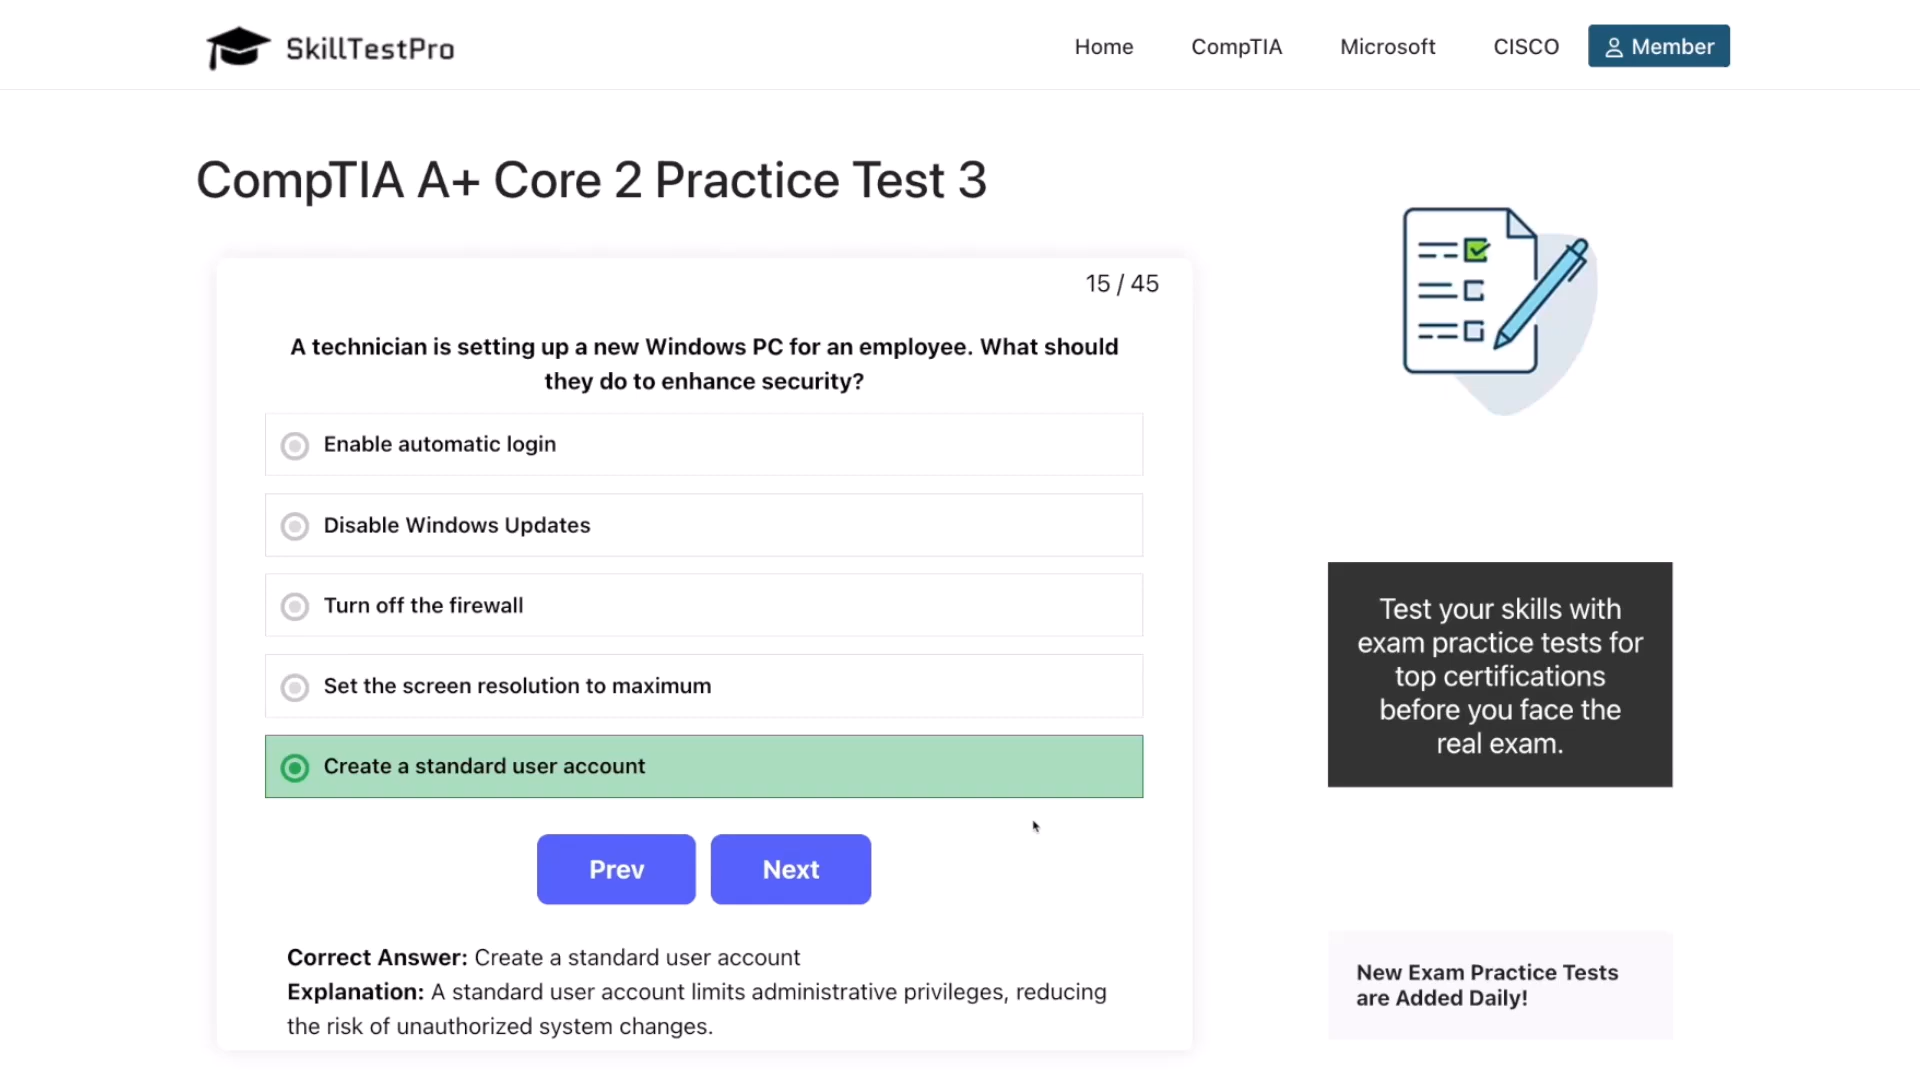 SkillTestPro
Home CompTIA Microsoft CISCO Member
CompTIA A+ Core 2 Practice Test 3
15 / 45
A technician is setting up a new Windows PC for an employee. What should
they do to enhance security?
Enable automatic login
Disable Windows Updates
Turn off the firewall
Set the screen resolution to maximum
Create a standard user account
Prev Next
Correct Answer: Create a standard user account
Explanation: A standard user account limits administrative privileges, reducing
the risk of unauthorized system changes.
Test your skills with
exam practice tests for
top certifications
before you face the
real exam.
New Exam Practice Tests
are Added Daily!